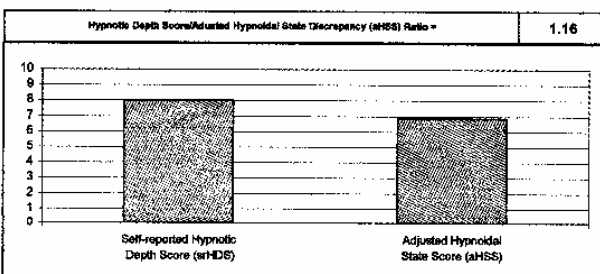 Hypnotic Depth Score/Adjusted Hypnoidal State Discrepancy (aHSS) Ratio = 1.16
10
9
8
7
6
5
4
3
2
1
0
Self-reported Hypnotic
Depth Score (srHDS)
Adjusted Hypnoidal
State Score (aHSS)